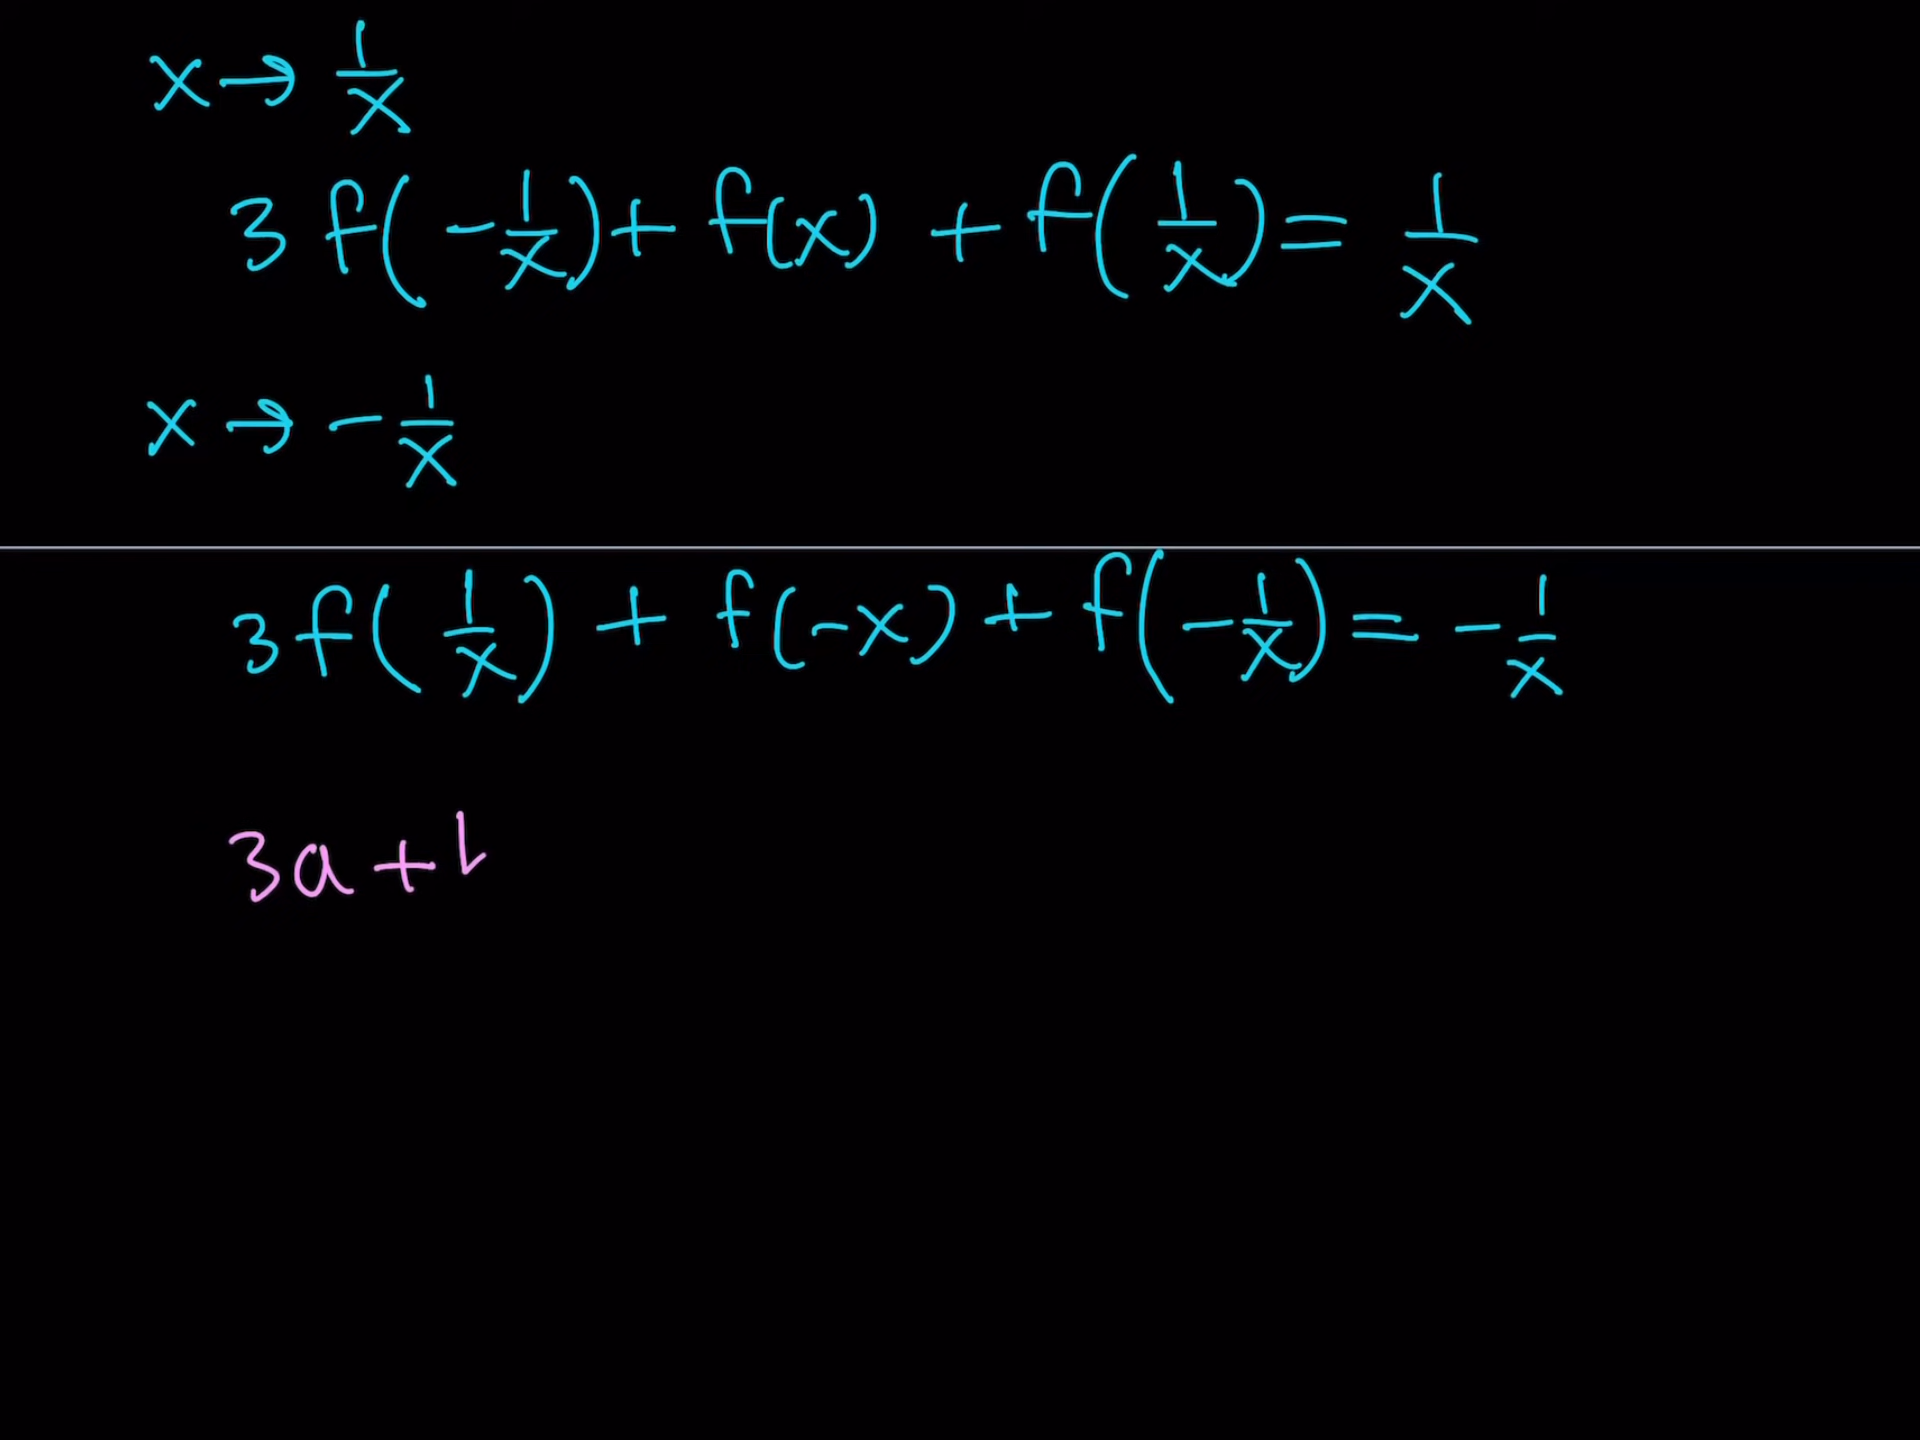 x → 1/x
3f(-1/x) + f(x) + f(1/x) = 1/x
x → -1/x
3f(1/x) + f(-x) + f(-1/x) = -1/x
3a +